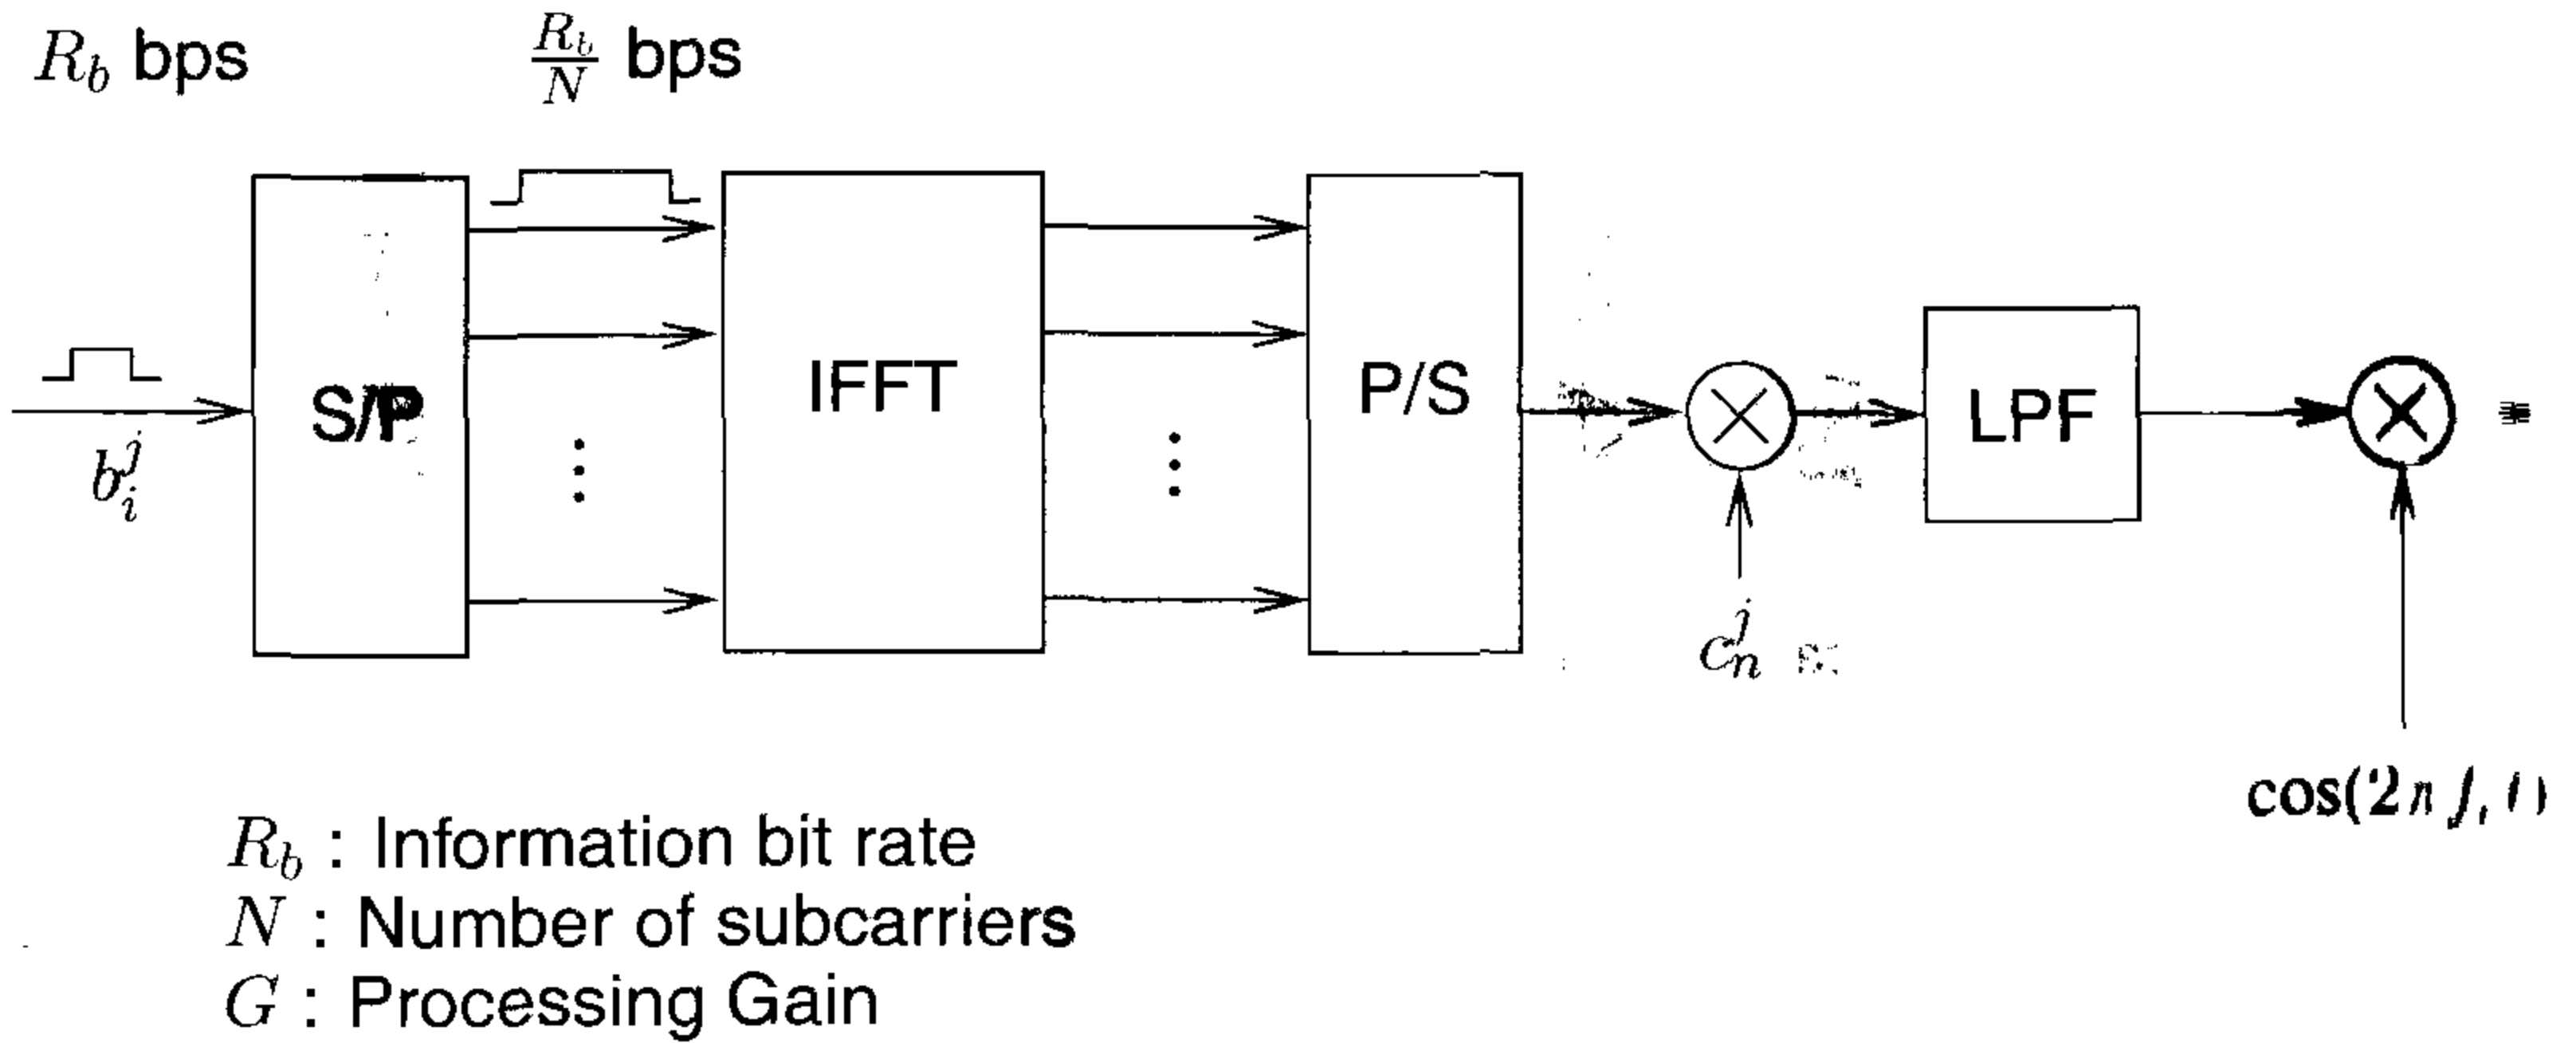 R_b bps
R_b/N bps
S/P
IFFT
P/S
LPF
b_i^j
c_n^j
R_b : Information bit rate
N : Number of subcarriers
G : Processing Gain